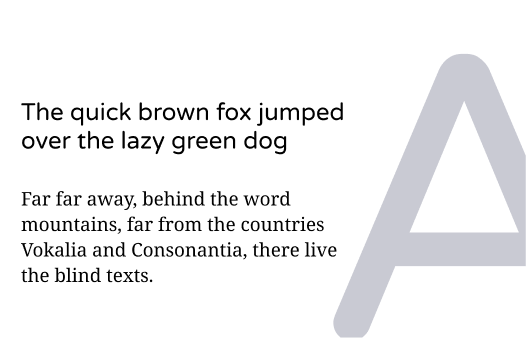 The quick brown fox jumped
over the lazy green dog
Far far away, behind the word
mountains, far from the countries
Vokalia and Consonantia, there live
the blind texts.
A